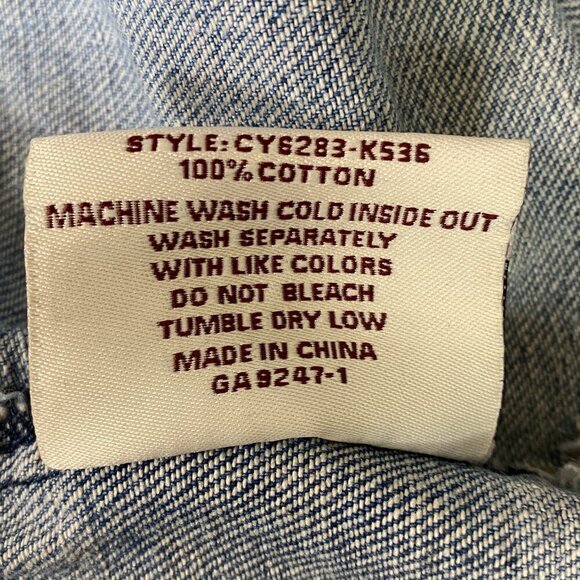 STYLE: CY6283-K536
100% COTTON
MACHINE WASH COLD INSIDE OUT
WASH SEPARATELY
WITH LIKE COLORS
DO NOT BLEACH
TUMBLE DRY LOW
MADE IN CHINA
GA9247-1